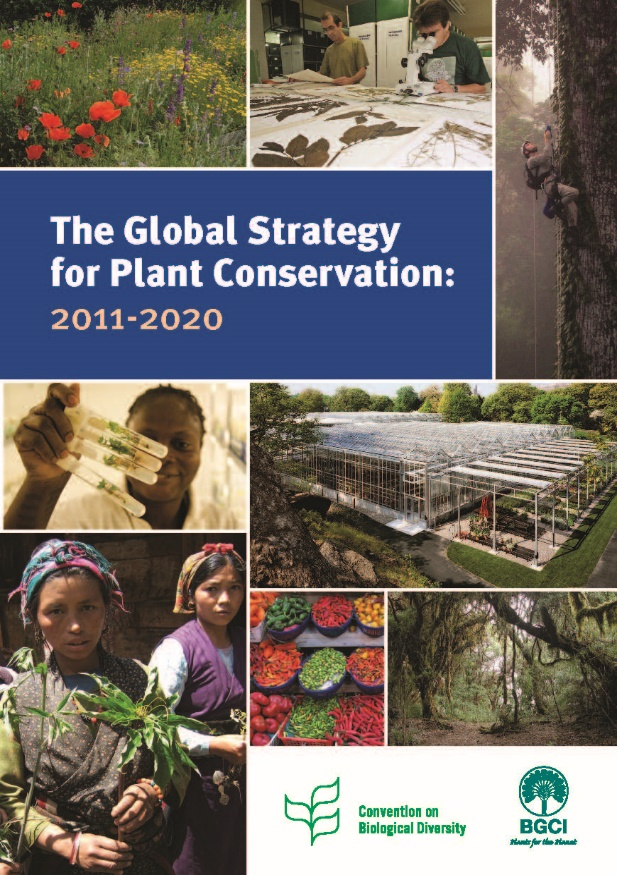 The Global Strategy
for Plant Conservation:
2011-2020
Convention on
Biological Diversity
BGCI
Plants for the Planet